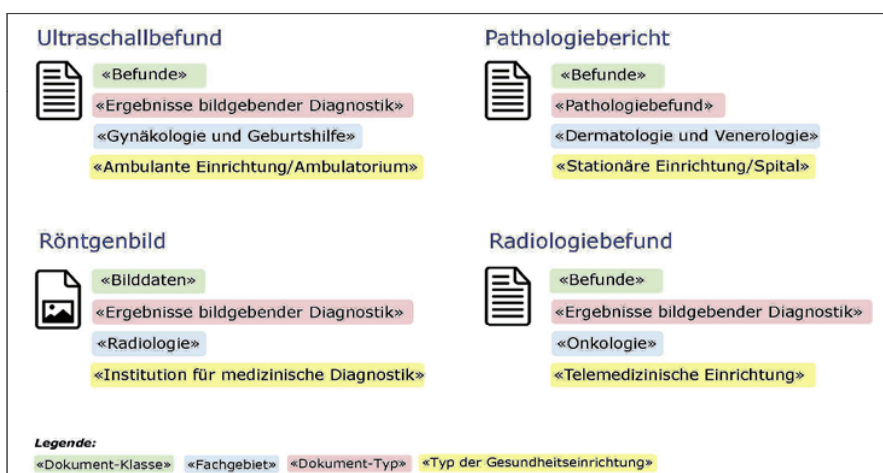 Ultraschallbefund
«Befunde»
«Ergebnisse bildgebender Diagnostik»
«Gynäkologie und Geburtshilfe»
«Ambulante Einrichtung/Ambulatorium»
Pathologiebericht
«Befunde»
«Pathologiebefund»
«Dermatologie und Venerologie»
«Stationäre Einrichtung/Spital»
Röntgenbild
«Bilddaten»
«Ergebnisse bildgebender Diagnostik»
«Radiologie»
«Institution für medizinische Diagnostik»
Radiologiebefund
«Befunde»
«Ergebnisse bildgebender Diagnostik»
«Onkologie»
«Telemedizinische Einrichtung»
Legende:
«Dokument-Klasse» «Fachgebiet» «Dokument-Typ» «Typ der Gesundheitseinrichtung»